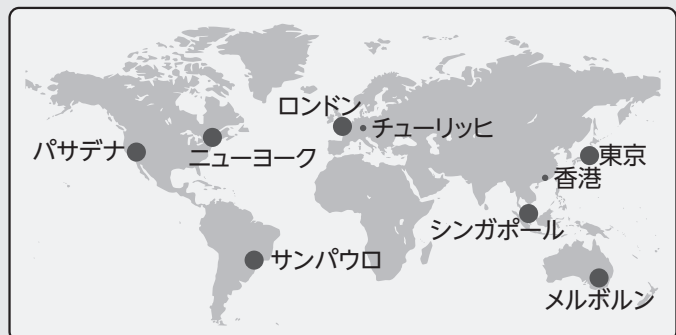 ロンドン
チューリッヒ
パサデナ
ニューヨーク
東京
香港
シンガポール
サンパウロ
メルボルン